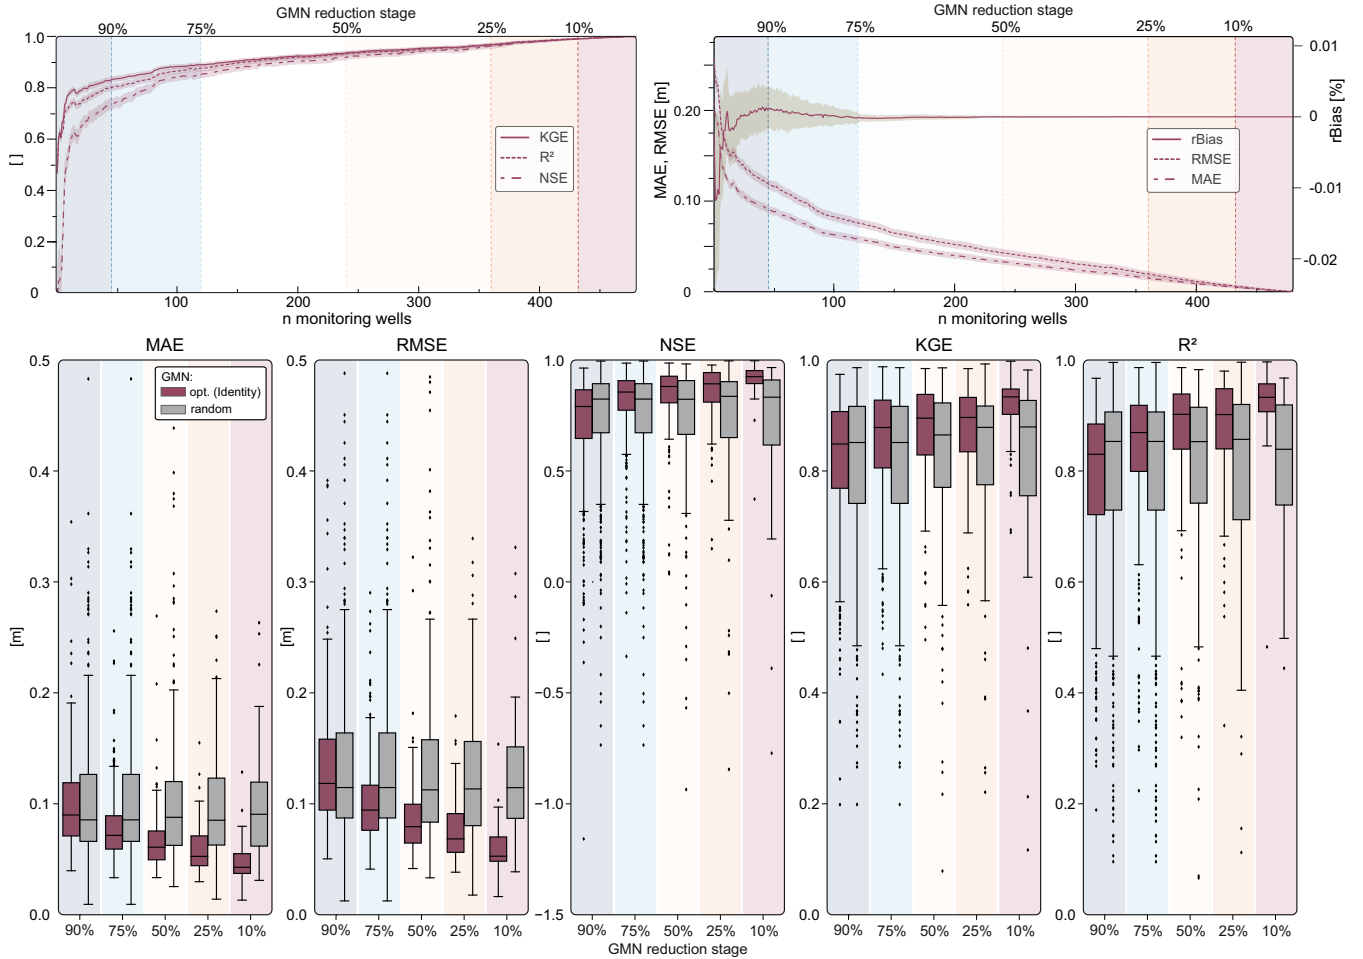 GMN reduction stage
90% 75% 50% 25% 10%
1.0
0.8
0.6
0.4
0.2
0
[ ]
KGE
R²
NSE
100 200 300 400
n monitoring wells
GMN reduction stage
90% 75% 50% 25% 10%
0.20
0.10
0
MAE, RMSE [m]
0.01
0
-0.01
-0.02
rBias [%]
rBias
RMSE
MAE
100 200 300 400
n monitoring wells
MAE
0.5
0.4
0.3
0.2
0.1
0.0
[m]
GMN:
opt. (Identity)
random
90% 75% 50% 25% 10%
RMSE
0.5
0.4
0.3
0.2
0.1
0.0
[m]
90% 75% 50% 25% 10%
NSE
1.0
0.5
0.0
−0.5
−1.0
−1.5
[ ]
90% 75% 50% 25% 10%
KGE
1.0
0.8
0.6
0.4
0.2
0.0
[ ]
90% 75% 50% 25% 10%
R²
1.0
0.8
0.6
0.4
0.2
0.0
[ ]
90% 75% 50% 25% 10%
GMN reduction stage